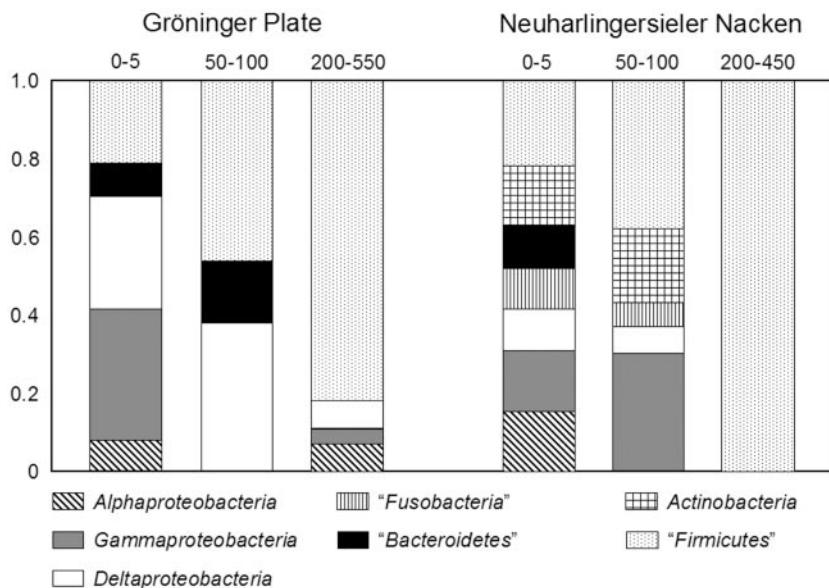 Gröninger Plate Neuharlingersieler Nacken
0-5 50-100 200-550 0-5 50-100 200-450
1.0
0.8
0.6
0.4
0.2
0
Alphaproteobacteria "Fusobacteria" Actinobacteria
Gammaproteobacteria "Bacteroidetes" "Firmicutes"
Deltaproteobacteria